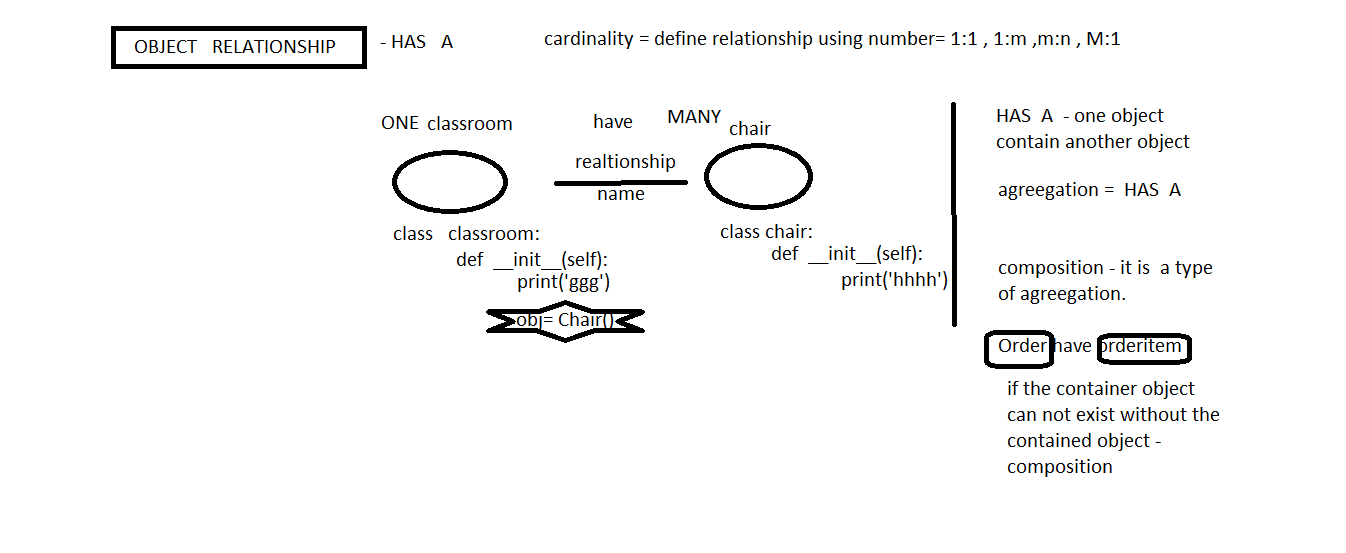 OBJECT RELATIONSHIP - HAS A cardinality = define relationship using number= 1:1 , 1:m ,m:n , M:1
ONE classroom have MANY chair
realtionship
name
class classroom:
def __init__(self):
print('ggg')
obj= Chair()
class chair:
def __init__(self):
print('hhhh')
HAS A - one object
contain another object
agreegation = HAS A
composition - it is a type
of agreegation.
Order have orderitem
if the container object
can not exist without the
contained object -
composition